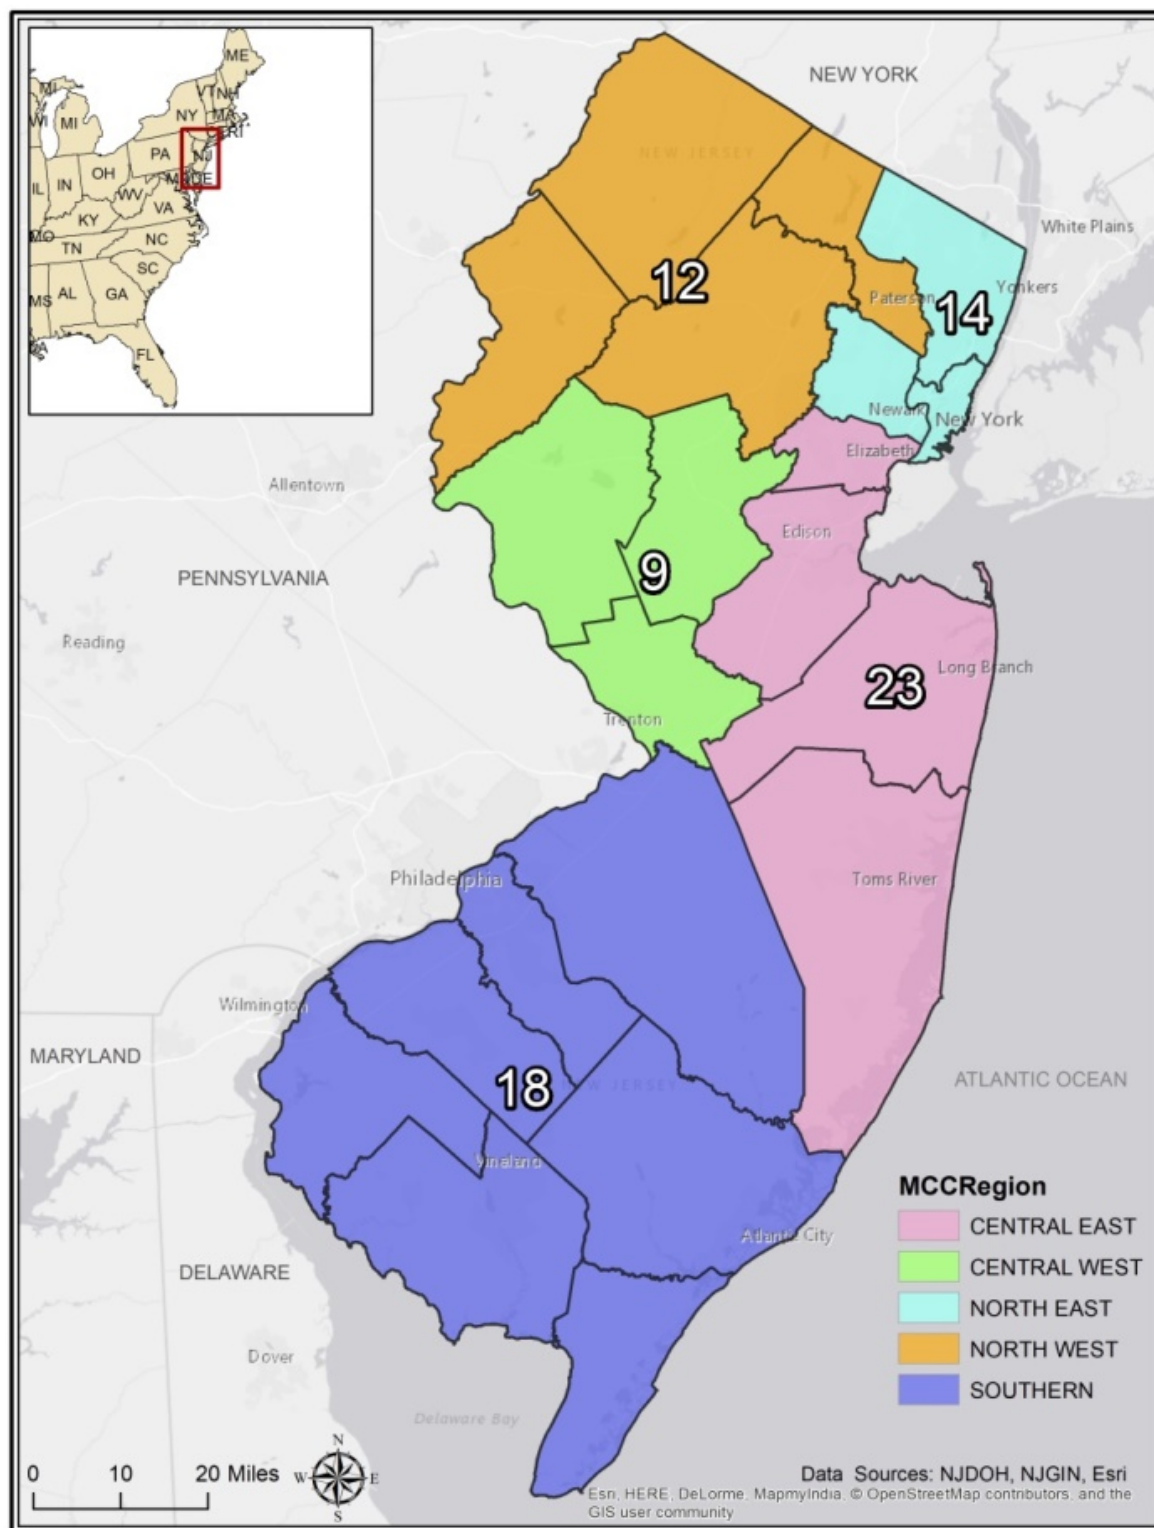 ME
VT
NH
MI
WI
MI
NY
MA
CT
RI
PA
NJ
OH
IL
IN
MD
DE
WV
VA
KY
MO
NC
TN
SC
MS
AL
GA
FL
NEW YORK
NEW JERSEY
White Plains
12
Paterson
14
Yonkers
Newark
New York
Elizabeth
Allentown
Edison
PENNSYLVANIA
9
Reading
Long Branch
23
Trenton
Philadelphia
Toms River
Wilmington
MARYLAND
18
NEW JERSEY
ATLANTIC OCEAN
Vineland
Atlantic City
DELAWARE
Dover
Delaware Bay
MCCRegion
CENTRAL EAST
CENTRAL WEST
NORTH EAST
NORTH WEST
SOUTHERN
0 10 20 Miles
N
W E
S
Data Sources: NJDOH, NJGIN, Esri
Esri, HERE, DeLorme, MapmyIndia, © OpenStreetMap contributors, and the
GIS user community